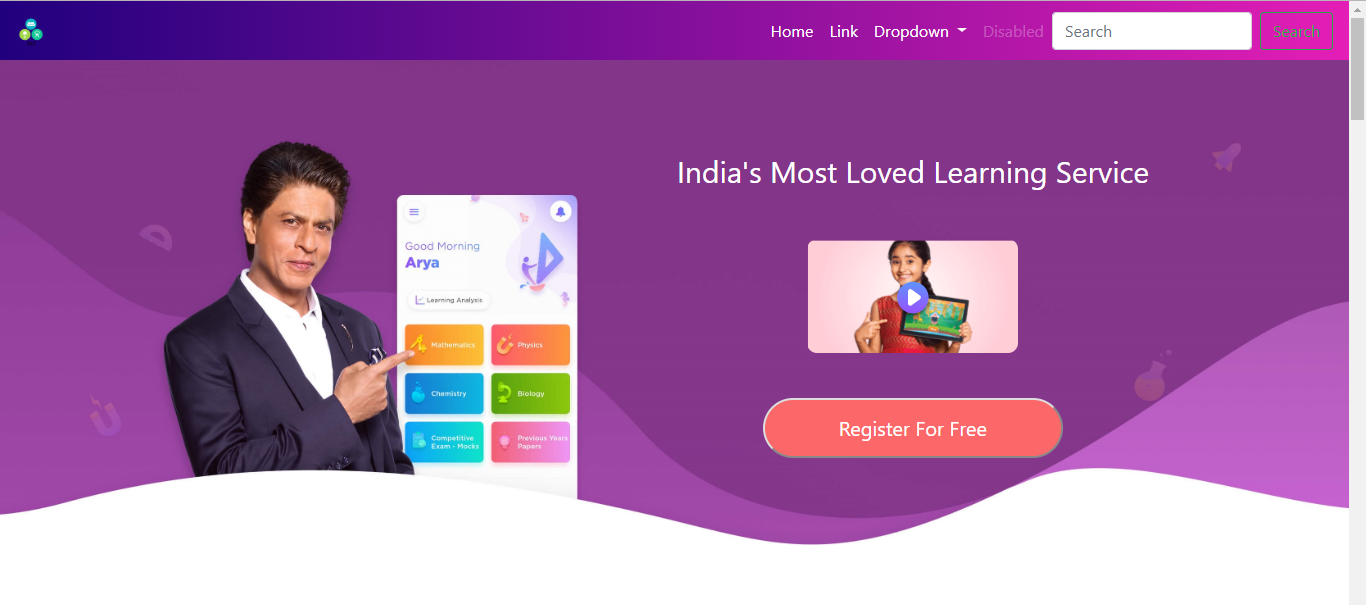 Home Link Dropdown Disabled Search Search
India's Most Loved Learning Service
Good Morning
Arya
Learning Analysis
Mathematics Physics
Chemistry Biology
Competitive
Exam - Mocks
Previous Years
Papers
Register For Free